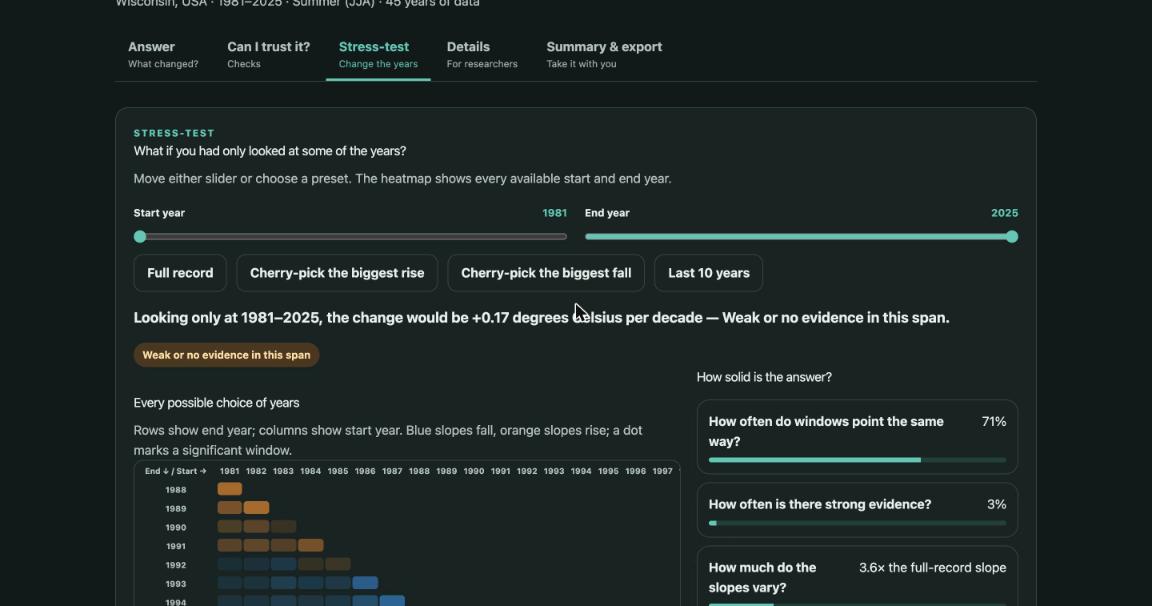 Wisconsin, USA · 1981–2025 · Summer (JJA) · 45 years of data
Answer
What changed?
Can I trust it?
Checks
Stress-test
Change the years
Details
For researchers
Summary & export
Take it with you
STRESS-TEST
What if you had only looked at some of the years?
Move either slider or choose a preset. The heatmap shows every available start and end year.
Start year 1981
End year 2025
Full record
Cherry-pick the biggest rise
Cherry-pick the biggest fall
Last 10 years
Looking only at 1981–2025, the change would be +0.17 degrees Celsius per decade — Weak or no evidence in this span.
Weak or no evidence in this span
Every possible choice of years
Rows show end year; columns show start year. Blue slopes fall, orange slopes rise; a dot
marks a significant window.
End ↓ / Start → 1981 1982 1983 1984 1985 1986 1987 1988 1989 1990 1991 1992 1993 1994 1995 1996 1997
1988
1989
1990
1991
1992
1993
1994
How solid is the answer?
How often do windows point the same 71%
way?
How often is there strong evidence? 3%
How much do the 3.6× the full-record slope
slopes vary?